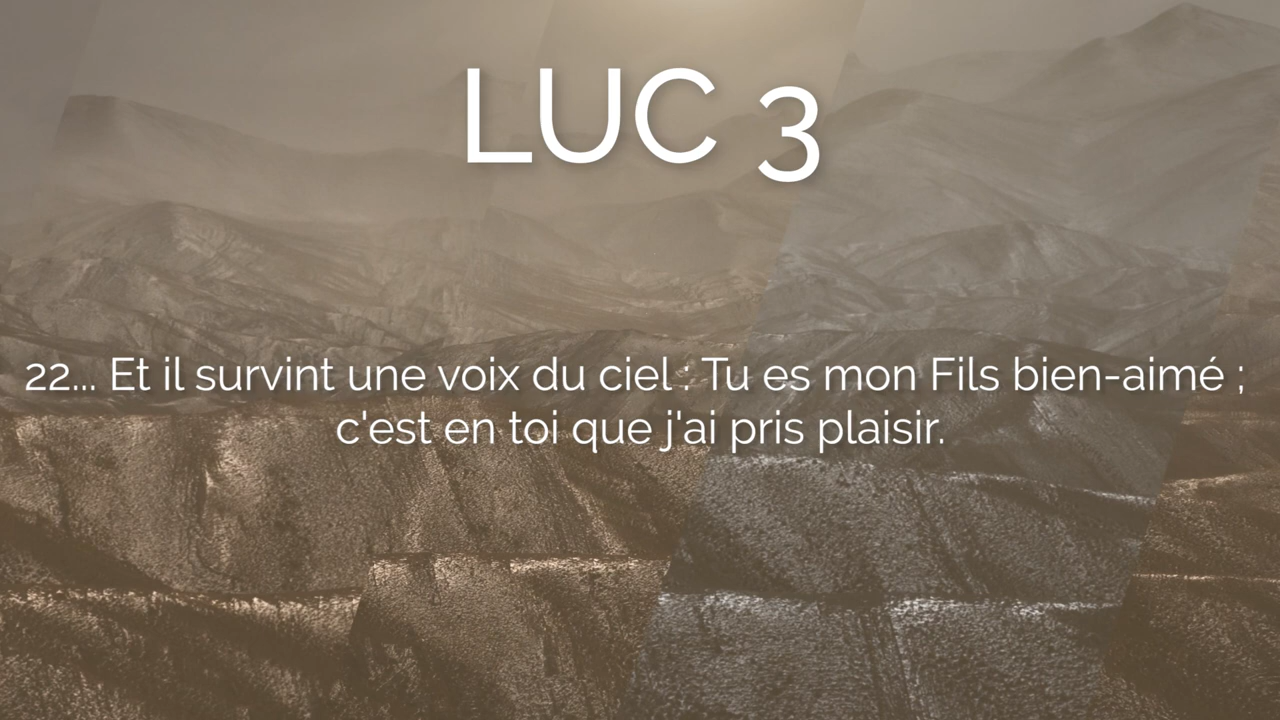 LUC 3
22... Et il survint une voix du ciel : Tu es mon Fils bien-aimé ;
c'est en toi que j'ai pris plaisir.